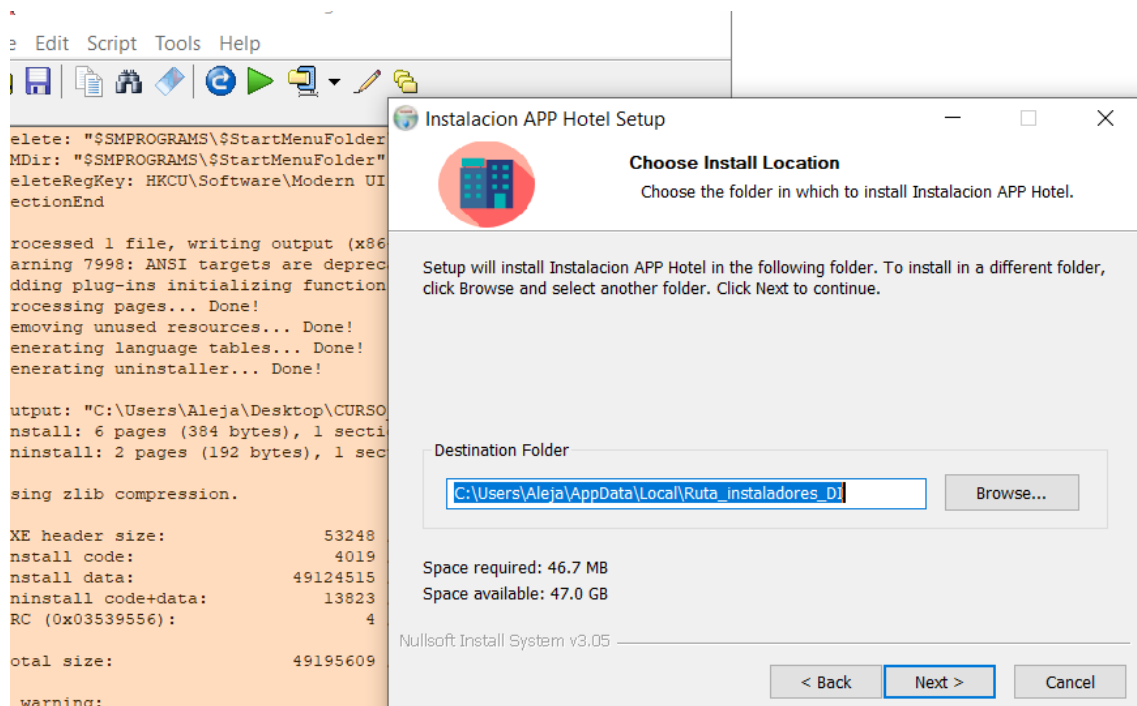 e Edit Script Tools Help
elete: "$SMPROGRAMS\$StartMenuFolder
MDir: "$SMPROGRAMS\$StartMenuFolder"
eleteRegKey: HKCU\Software\Modern UI
ectionEnd
rocessed 1 file, writing output (x86
arning 7998: ANSI targets are deprec
dding plug-ins initializing function
rocessing pages... Done!
emoving unused resources... Done!
enerating language tables... Done!
enerating uninstaller... Done!
utput: "C:\Users\Aleja\Desktop\CURSO
nstall: 6 pages (384 bytes), 1 secti
ninstall: 2 pages (192 bytes), 1 sec
sing zlib compression.
XE header size: 53248
nstall code: 4019
nstall data: 49124515
ninstall code+data: 13823
RC (0x03539556): 4
otal size: 49195609
warning:
Instalacion APP Hotel Setup
Choose Install Location
Choose the folder in which to install Instalacion APP Hotel.
Setup will install Instalacion APP Hotel in the following folder. To install in a different folder,
click Browse and select another folder. Click Next to continue.
Destination Folder
C:\Users\Aleja\AppData\Local\Ruta_instaladores_DI
Browse...
Space required: 46.7 MB
Space available: 47.0 GB
Nullsoft Install System v3.05
< Back
Next >
Cancel